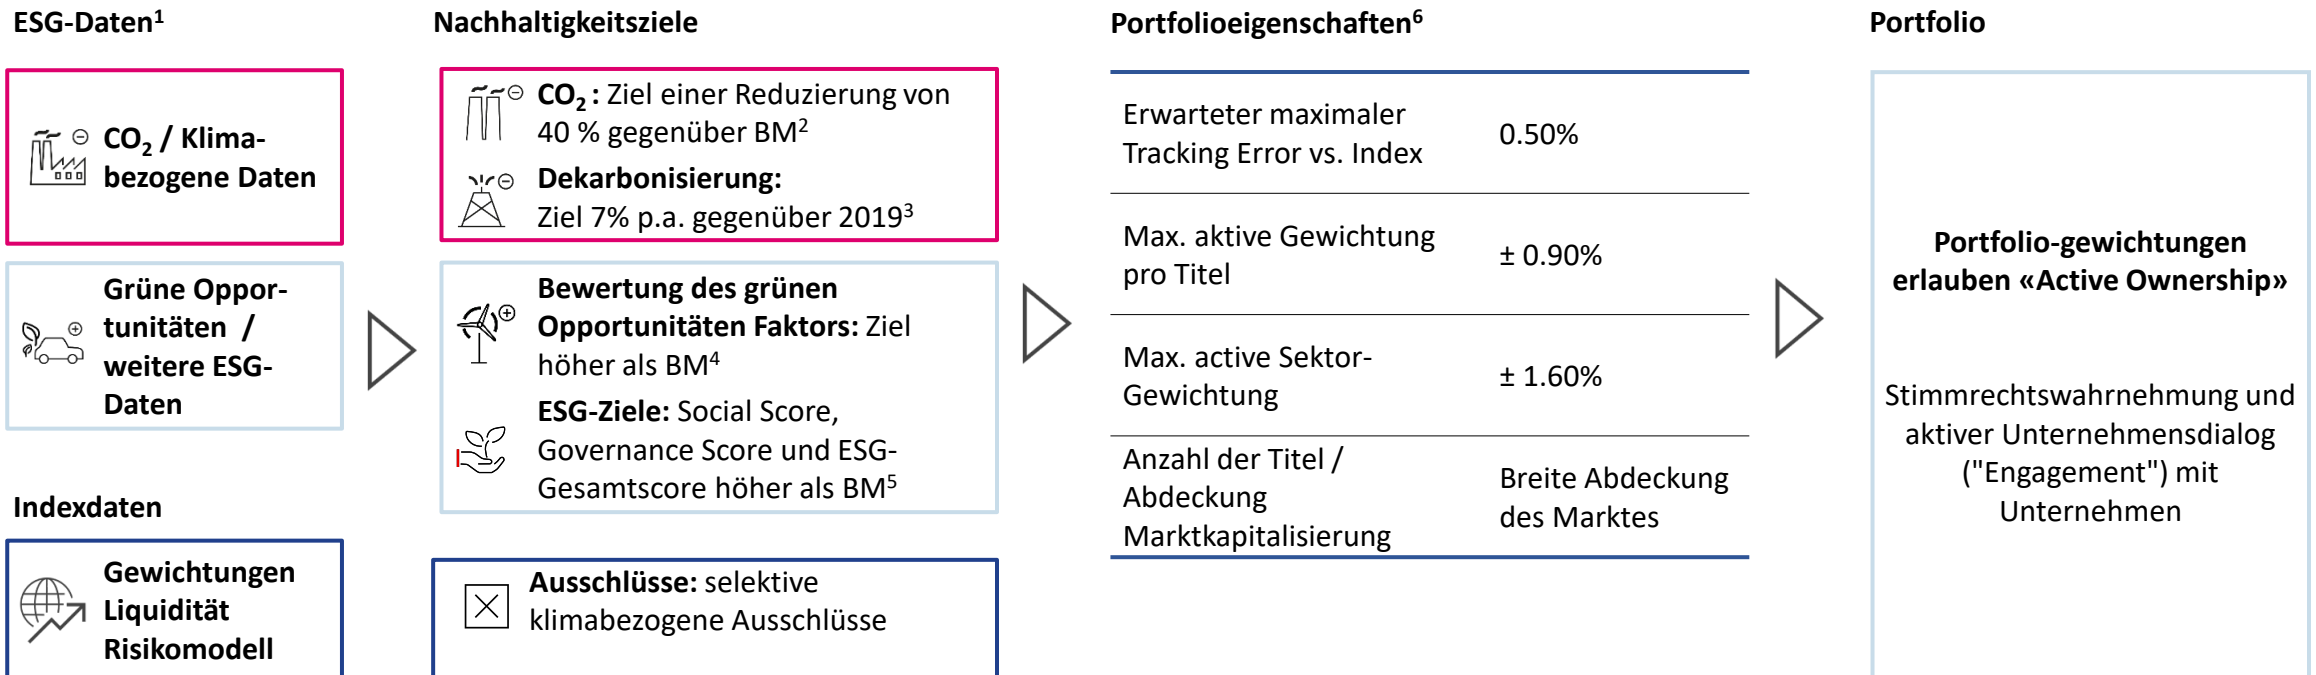 ESG-Daten¹
CO₂ / Klima-
bezogene Daten
Grüne Oppor-
tunitäten /
weitere ESG-
Daten
Indexdaten
Gewichtungen
Liquidität
Risikomodell
Nachhaltigkeitsziele
CO₂ : Ziel einer Reduzierung von
40 % gegenüber BM²
Dekarbonisierung:
Ziel 7% p.a. gegenüber 2019³
Bewertung des grünen
Opportunitäten Faktors: Ziel
höher als BM⁴
ESG-Ziele: Social Score,
Governance Score und ESG-
Gesamtscore höher als BM⁵
Ausschlüsse: selektive
klimabezogene Ausschlüsse
Portfolioeigenschaften⁶
Erwarteter maximaler
Tracking Error vs. Index
0.50%
Max. aktive Gewichtung
pro Titel
± 0.90%
Max. active Sektor-
Gewichtung
± 1.60%
Anzahl der Titel /
Abdeckung
Marktkapitalisierung
Breite Abdeckung
des Marktes
Portfolio
Portfolio-gewichtungen
erlauben «Active Ownership»
Stimmrechtswahrnehmung und
aktiver Unternehmensdialog
("Engagement") mit
Unternehmen